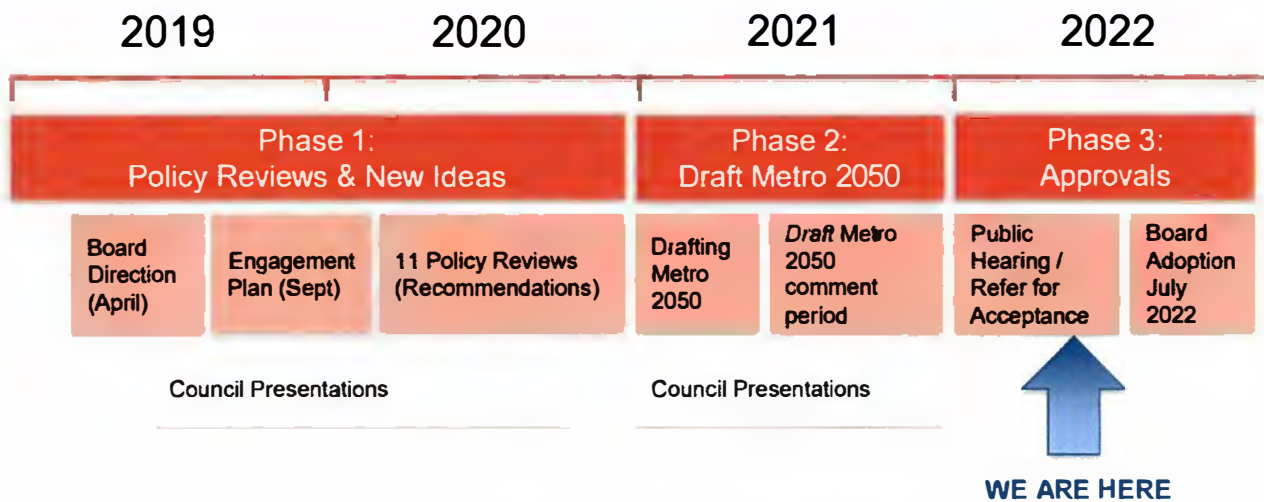 2019 2020 2021 2022
Phase 1:
Policy Reviews & New Ideas
Phase 2:
Draft Metro 2050
Phase 3:
Approvals
Board
Direction
(April)
Engagement
Plan (Sept)
11 Policy Reviews
(Recommendations)
Drafting
Metro
2050
Draft Metro
2050
comment
period
Public
Hearing /
Refer for
Acceptance
Board
Adoption
July
2022
Council Presentations
Council Presentations
WE ARE HERE